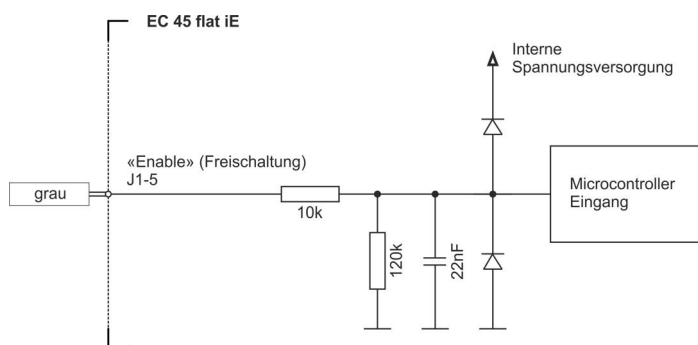 EC 45 flat iE
Interne
Spannungsversorgung
«Enable» (Freischaltung)
J1-5
grau
10k
120k
22nF
Microcontroller
Eingang